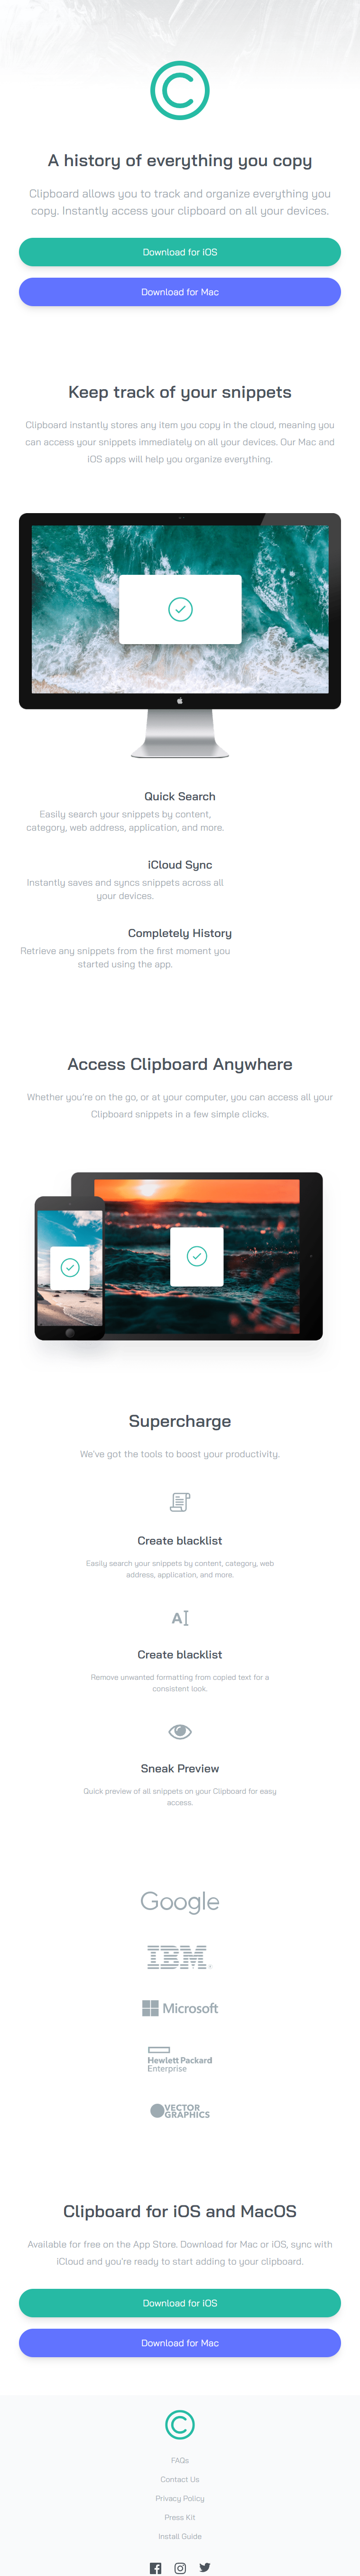 A history of everything you copy
Clipboard allows you to track and organize everything you
copy. Instantly access your clipboard on all your devices.
Download for iOS
Download for Mac
Keep track of your snippets
Clipboard instantly stores any item you copy in the cloud, meaning you
can access your snippets immediately on all your devices. Our Mac and
iOS apps will help you organize everything.
Quick Search
Easily search your snippets by content,
category, web address, application, and more.
iCloud Sync
Instantly saves and syncs snippets across all
your devices.
Completely History
Retrieve any snippets from the first moment you
started using the app.
Access Clipboard Anywhere
Whether you're on the go, or at your computer, you can access all your
Clipboard snippets in a few simple clicks.
Supercharge
We've got the tools to boost your productivity.
Create blacklist
Easily search your snippets by content, category, web
address, application, and more.
A
Create blacklist
Remove unwanted formatting from copied text for a
consistent look.
Sneak Preview
Quick preview of all snippets on your Clipboard for easy
access.
Google
IBM®
Microsoft
Hewlett Packard
Enterprise
VECTOR
GRAPHICS
Clipboard for iOS and MacOS
Available for free on the App Store. Download for Mac or iOS, sync with
iCloud and you're ready to start adding to your clipboard.
Download for iOS
Download for Mac
FAQs
Contact Us
Privacy Policy
Press Kit
Install Guide